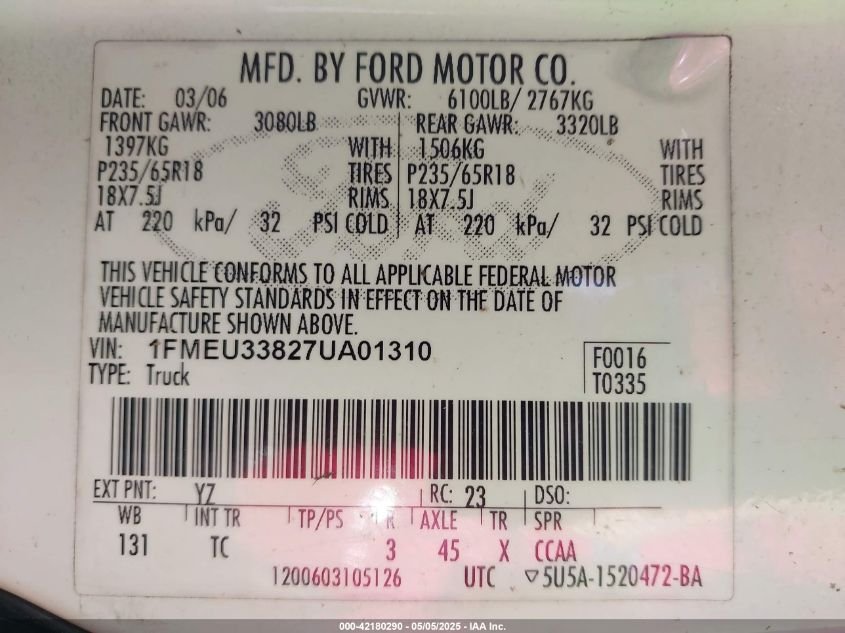 MFD. BY FORD MOTOR CO.
DATE: 03/06 GVWR: 6100LB/ 2767KG
FRONT GAWR: 3080LB REAR GAWR: 3320LB
1397KG WITH 1506KG WITH
P235/65R18 TIRES P235/65R18 TIRES
18X7.5J RIMS 18X7.5J RIMS
AT 220 kPa/ 32 PSI COLD AT 220 kPa/ 32 PSI COLD
THIS VEHICLE CONFORMS TO ALL APPLICABLE FEDERAL MOTOR
VEHICLE SAFETY STANDARDS IN EFFECT ON THE DATE OF
MANUFACTURE SHOWN ABOVE.
VIN: 1FMEU33827UA01310 F0016
TYPE: Truck T0335
EXT PNT: YZ RC: 23 DSO:
WB INT TR TP/PS R AXLE TR SPR
131 TC 3 45 X CCAA
1200603105126 UTC ▽5U5A-1520472-BA
000-42180290 - 05/05/2025 - IAA Inc.